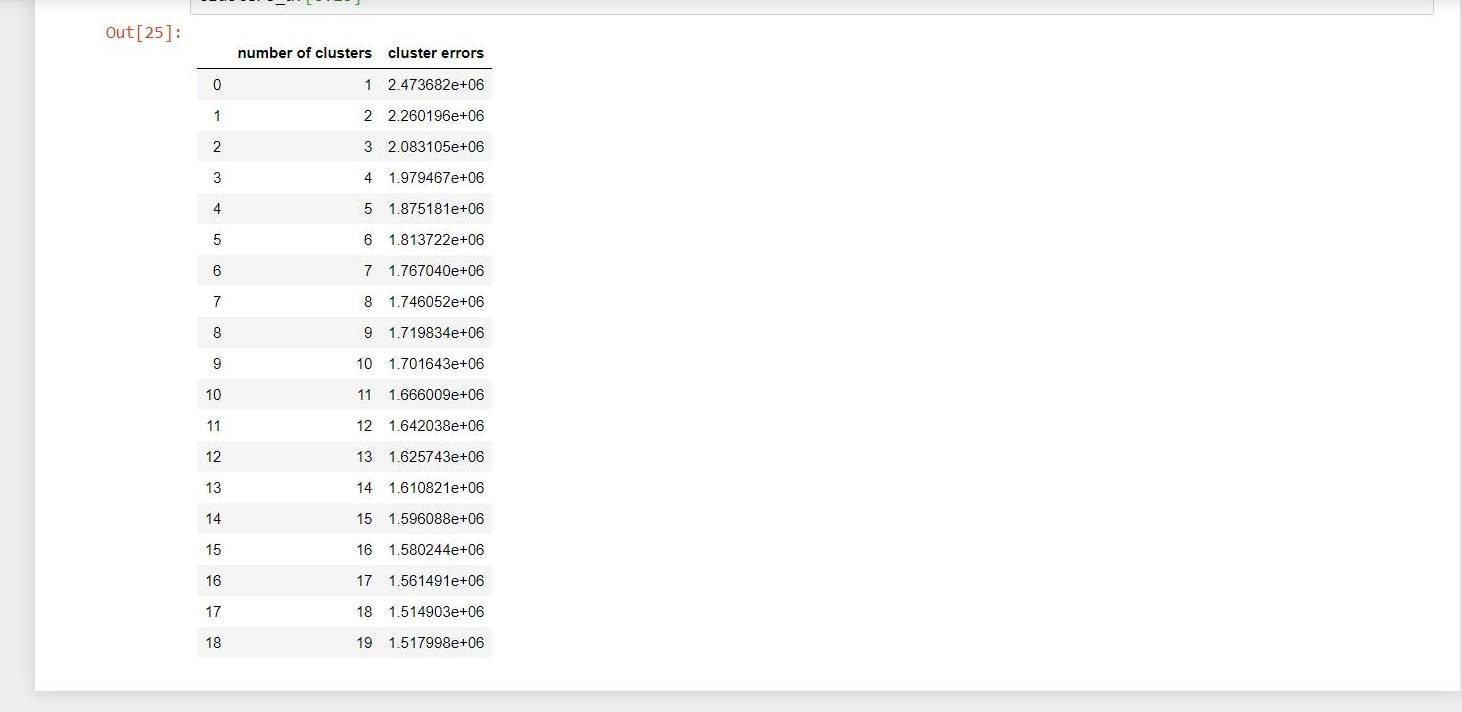 Out[25]:
number of clusters cluster errors
0 1 2.473682e+06
1 2 2.260196e+06
2 3 2.083105e+06
3 4 1.979467e+06
4 5 1.875181e+06
5 6 1.813722e+06
6 7 1.767040e+06
7 8 1.746052e+06
8 9 1.719834e+06
9 10 1.701643e+06
10 11 1.666009e+06
11 12 1.642038e+06
12 13 1.625743e+06
13 14 1.610821e+06
14 15 1.596088e+06
15 16 1.580244e+06
16 17 1.561491e+06
17 18 1.514903e+06
18 19 1.517998e+06